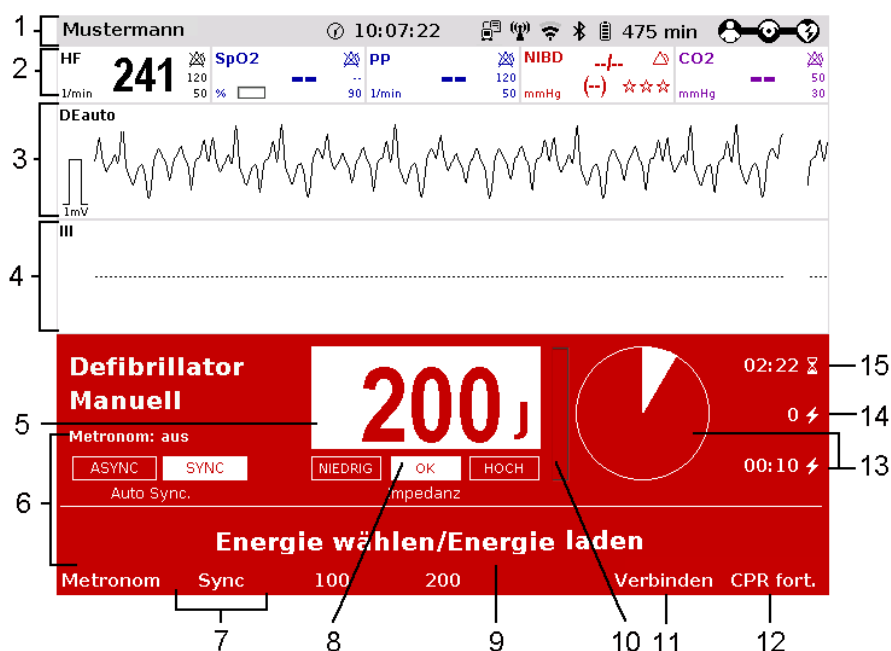 1 Mustermann 10:07:22 475 min
2 HF 241 1/min 120 50 SpO2 -- % -- 90 PP -- 1/min 120 50 NIBD --/-- mmHg (--) CO2 -- mmHg 50 30
DEauto
3
1mV
III
4
Defibrillator
Manuell
200 J
02:22 15
5
0 14
Metronom: aus
ASYNC SYNC NIEDRIG OK HOCH 00:10 13
Auto Sync. Impedanz
6
Energie wählen/Energie laden
Metronom Sync 100 200 Verbinden CPR fort.
7 8 9 10 11 12